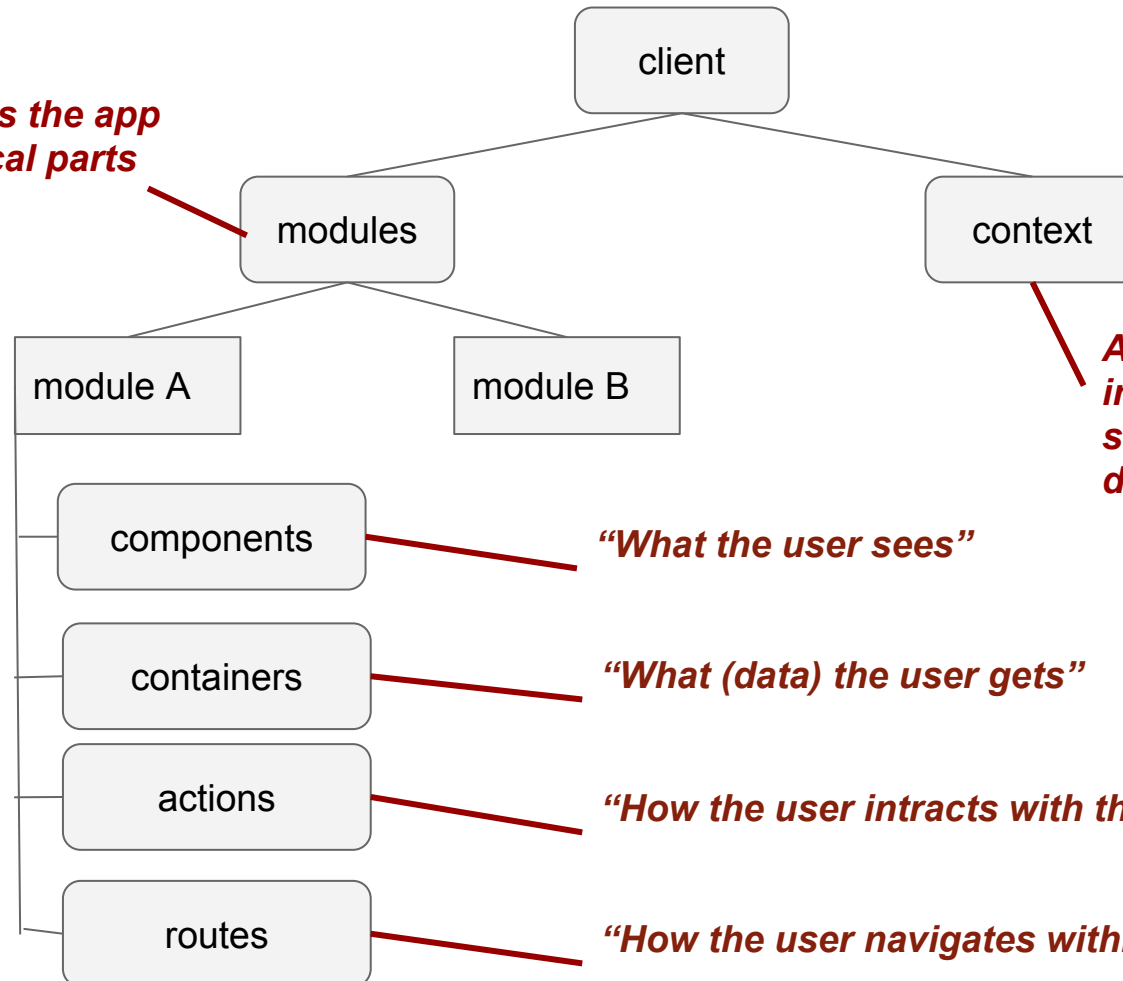 client
s the app
cal parts
modules
context
module A
module B
A
in
s
d
components
“What the user sees”
containers
“What (data) the user gets”
actions
“How the user intracts with th
routes
“How the user navigates with